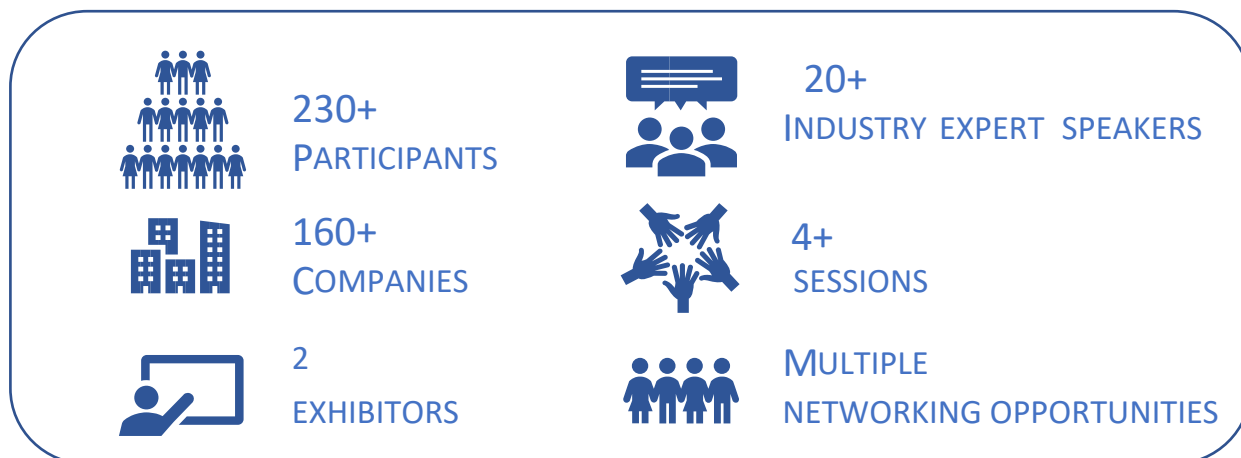 230+
PARTICIPANTS
20+
INDUSTRY EXPERT SPEAKERS
160+
COMPANIES
4+
SESSIONS
2
EXHIBITORS
MULTIPLE
NETWORKING OPPORTUNITIES